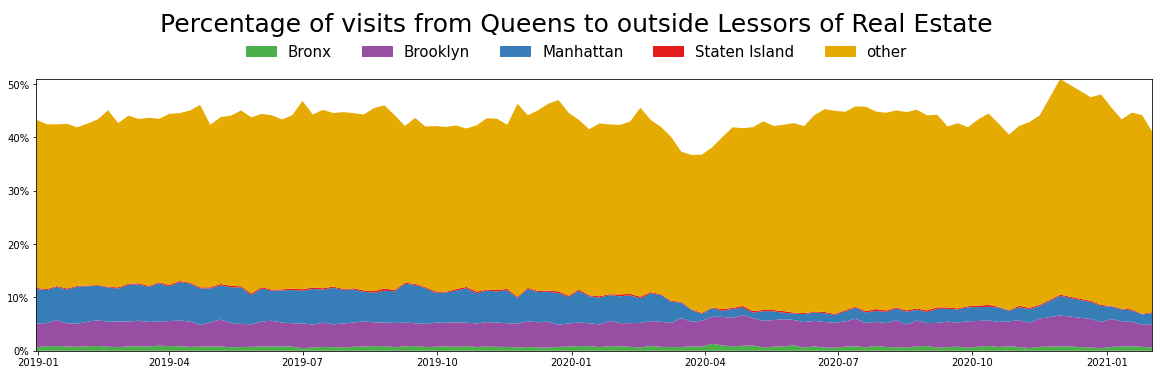 Percentage of visits from Queens to outside Lessors of Real Estate
Bronx Brooklyn Manhattan Staten Island other
50%
40%
30%
20%
10%
0%
2019-01 2019-04 2019-07 2019-10 2020-01 2020-04 2020-07 2020-10 2021-01